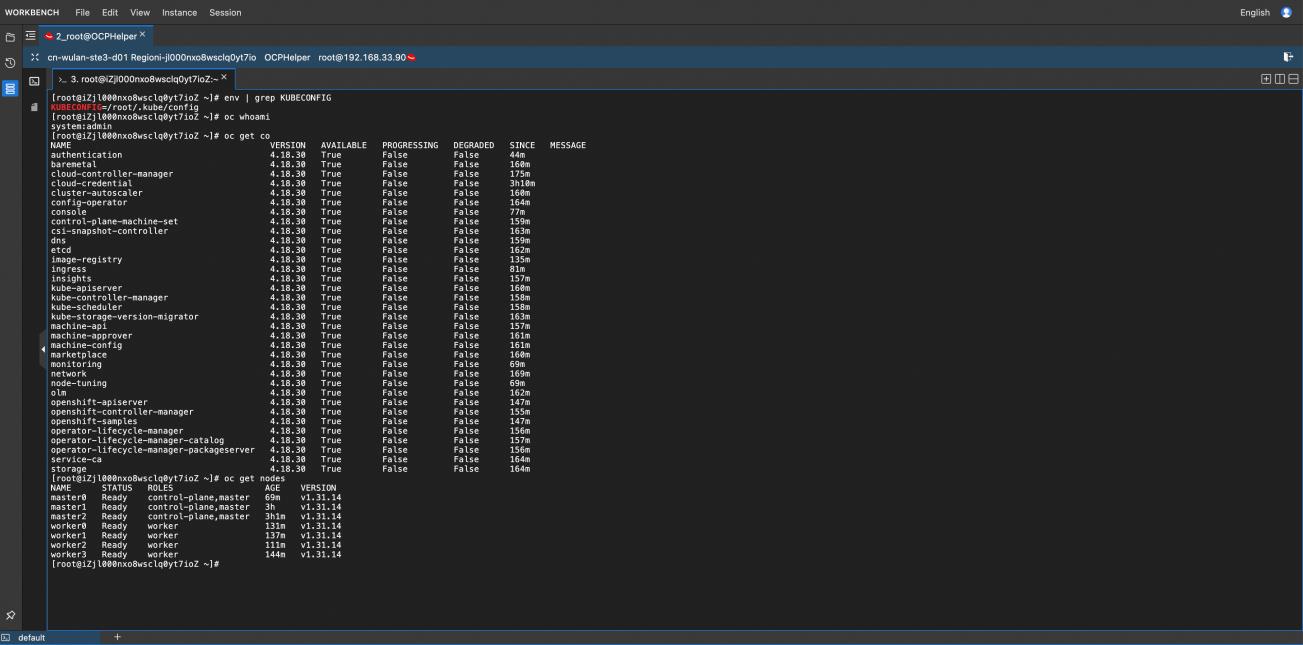 WORKBENCH File Edit View Instance Session English
2_root@OCPHelper
cn-wulan-ste3-d01 Regioni-jl000nxo8wsclq0yt7io OCPHelper root@192.168.33.90
>_ 3. root@iZjl000nxo8wsclq0yt7ioZ:~
[root@iZjl000nxo8wsclq0yt7ioZ ~]# env | grep KUBECONFIG
KUBECONFIG=/root/.kube/config
[root@iZjl000nxo8wsclq0yt7ioZ ~]# oc whoami
system:admin
[root@iZjl000nxo8wsclq0yt7ioZ ~]# oc get co
NAME VERSION AVAILABLE PROGRESSING DEGRADED SINCE MESSAGE
authentication 4.18.30 True False False 44m
baremetal 4.18.30 True False False 160m
cloud-controller-manager 4.18.30 True False False 175m
cloud-credential 4.18.30 True False False 3h10m
cluster-autoscaler 4.18.30 True False False 160m
config-operator 4.18.30 True False False 164m
console 4.18.30 True False False 77m
control-plane-machine-set 4.18.30 True False False 159m
csi-snapshot-controller 4.18.30 True False False 163m
dns 4.18.30 True False False 159m
etcd 4.18.30 True False False 162m
image-registry 4.18.30 True False False 135m
ingress 4.18.30 True False False 81m
insights 4.18.30 True False False 157m
kube-apiserver 4.18.30 True False False 160m
kube-controller-manager 4.18.30 True False False 158m
kube-scheduler 4.18.30 True False False 158m
kube-storage-version-migrator 4.18.30 True False False 163m
machine-api 4.18.30 True False False 157m
machine-approver 4.18.30 True False False 161m
machine-config 4.18.30 True False False 161m
marketplace 4.18.30 True False False 160m
monitoring 4.18.30 True False False 69m
network 4.18.30 True False False 169m
node-tuning 4.18.30 True False False 69m
olm 4.18.30 True False False 162m
openshift-apiserver 4.18.30 True False False 147m
openshift-controller-manager 4.18.30 True False False 155m
openshift-samples 4.18.30 True False False 147m
operator-lifecycle-manager 4.18.30 True False False 156m
operator-lifecycle-manager-catalog 4.18.30 True False False 157m
operator-lifecycle-manager-packageserver 4.18.30 True False False 156m
service-ca 4.18.30 True False False 164m
storage 4.18.30 True False False 164m
[root@iZjl000nxo8wsclq0yt7ioZ ~]# oc get nodes
NAME STATUS ROLES AGE VERSION
master0 Ready control-plane,master 69m v1.31.14
master1 Ready control-plane,master 3h v1.31.14
master2 Ready control-plane,master 3h1m v1.31.14
worker0 Ready worker 131m v1.31.14
worker1 Ready worker 137m v1.31.14
worker2 Ready worker 111m v1.31.14
worker3 Ready worker 144m v1.31.14
[root@iZjl000nxo8wsclq0yt7ioZ ~]#
default